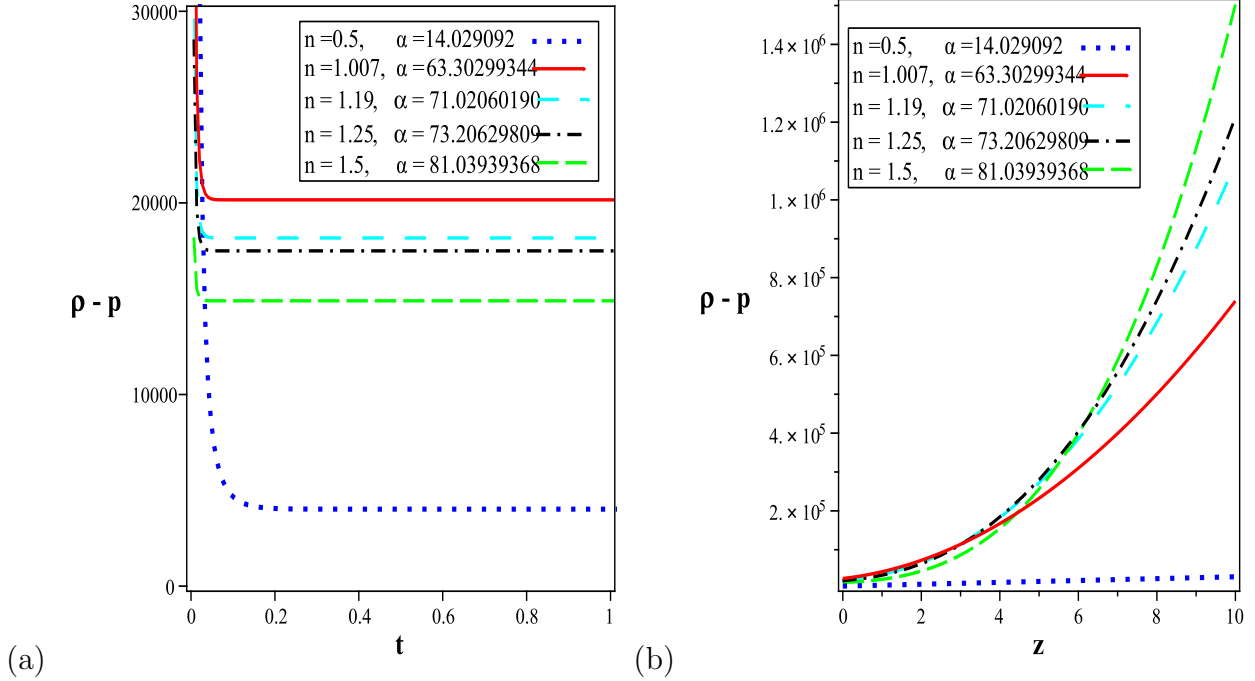 30000
n =0.5, α =14.029092
n =1.007, α =63.30299344
n = 1.19, α = 71.02060190
n = 1.25, α = 73.20629809
n = 1.5, α = 81.03939368
20000
ρ - p
10000
0
0 0.2 0.4 0.6 0.8 1
t
(a)
n =0.5, α =14.029092
n =1.007, α =63.30299344
n = 1.19, α = 71.02060190
n = 1.25, α = 73.20629809
n = 1.5, α = 81.03939368
1.4 × 10⁶
1.2 × 10⁶
1. × 10⁶
8. × 10⁵
ρ - p
6. × 10⁵
4. × 10⁵
2. × 10⁵
0 2 4 6 8 10
z
(b)